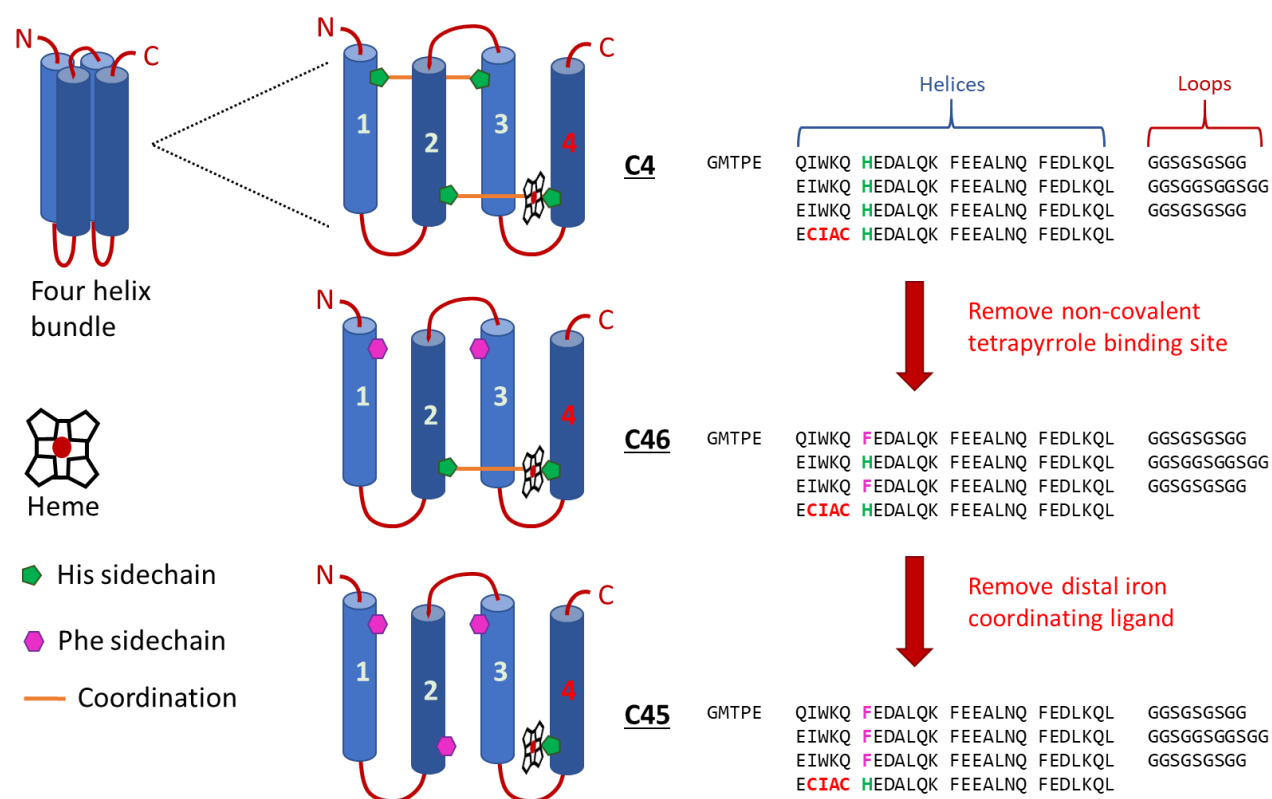 N
C
Four helix
bundle
Heme
His sidechain
Phe sidechain
Coordination
N
C
1
2
3
4
C4
Helices
Loops
GMTPE QIWKQ HEDALQK FEEALNQ FEDLKQL GGSGSGSGG
EIWKQ HEDALQK FEEALNQ FEDLKQL GGSGGSGGSGG
EIWKQ HEDALQK FEEALNQ FEDLKQL GGSGSGSGG
ECIAC HEDALQK FEEALNQ FEDLKQL
Remove non-covalent
tetrapyrrole binding site
N
C
1
2
3
4
C46
GMTPE QIWKQ FEDALQK FEEALNQ FEDLKQL GGSGSGSGG
EIWKQ HEDALQK FEEALNQ FEDLKQL GGSGGSGGSGG
EIWKQ FEDALQK FEEALNQ FEDLKQL GGSGSGSGG
ECIAC HEDALQK FEEALNQ FEDLKQL
Remove distal iron
coordinating ligand
N
C
1
2
3
4
C45
GMTPE QIWKQ FEDALQK FEEALNQ FEDLKQL GGSGSGSGG
EIWKQ FEDALQK FEEALNQ FEDLKQL GGSGGSGGSGG
EIWKQ FEDALQK FEEALNQ FEDLKQL GGSGSGSGG
ECIAC HEDALQK FEEALNQ FEDLKQL